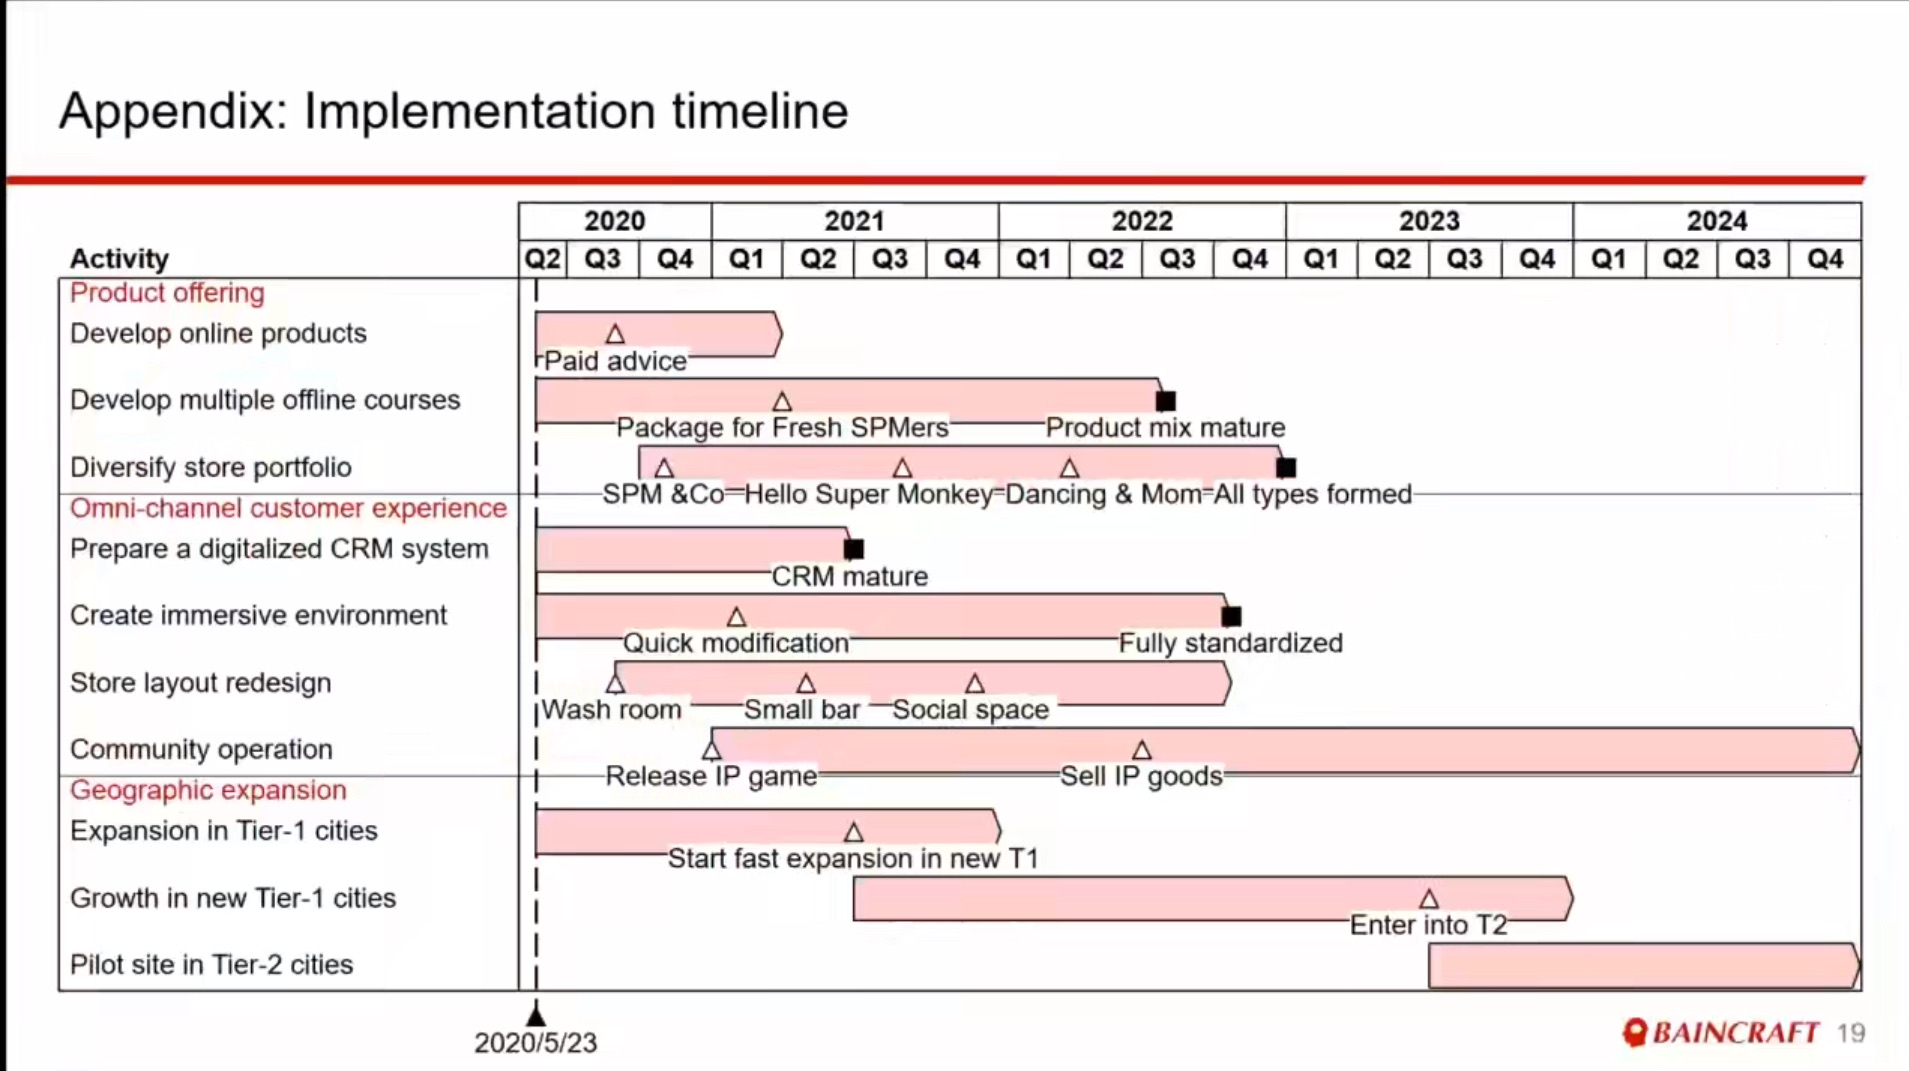 Appendix: Implementation timeline
2020 2021 2022 2023 2024
Activity Q2 Q3 Q4 Q1 Q2 Q3 Q4 Q1 Q2 Q3 Q4 Q1 Q2 Q3 Q4 Q1 Q2 Q3 Q4
Product offering
Develop online products
Paid advice
Develop multiple offline courses
Package for Fresh SPMers Product mix mature
Diversify store portfolio
SPM &Co Hello Super Monkey Dancing & Mom All types formed
Omni-channel customer experience
Prepare a digitalized CRM system
CRM mature
Create immersive environment
Quick modification Fully standardized
Store layout redesign
Wash room Small bar Social space
Community operation
Release IP game Sell IP goods
Geographic expansion
Expansion in Tier-1 cities
Start fast expansion in new T1
Growth in new Tier-1 cities
Enter into T2
Pilot site in Tier-2 cities
2020/5/23
BAINCRAFT 19